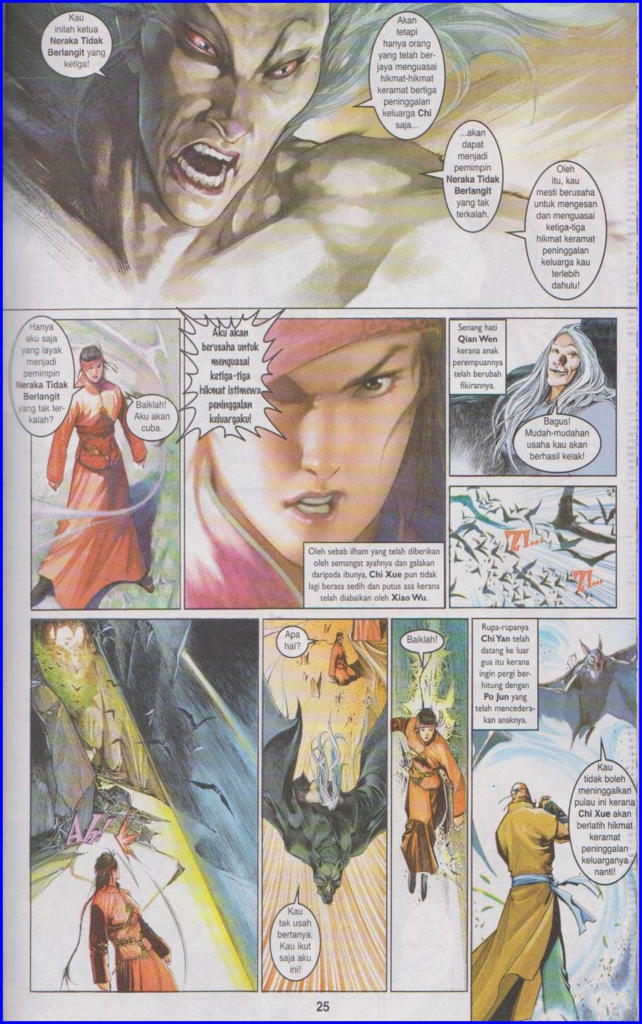 Kau
inilah ketua
Neraka Tidak
Berlangit yang
ketiga!
Akan
tetapi
hanya orang
yang telah ber-
jaya menguasai
hikmat-hikmat
keramat bertiga
peninggalan
keluarga Chi
saja...
...akan
dapat
menjadi
pemimpin
Neraka Tidak
Berlangit
yang tak
terkalah.
Oleh
itu, kau
mesti berusaha
untuk mengesan
dan menguasai
ketiga-tiga
hikmat keramat
peninggalan
keluarga kau
terlebih
dahulu!
Hanya
aku saja
yang layak
menjadi
pemimpin
Neraka Tidak
Berlangit
yang tak ter-
kalah?
Baiklah!
Aku akan
cuba.
Aku akan
berusaha untuk
menguasai
ketiga-tiga
hikmat istimewa
peninggalan
keluargaku!
Oleh sebab ilham yang telah diberikan
oleh semangat ayahnya dan galakan
daripada ibunya, Chi Xue pun tidak
lagi berasa sedih dan putus asa kerana
telah diabaikan oleh Xiao Wu.
Senang hati
Qian Wen
kerana anak
perempuannya
telah berubah
fikirannya.
Bagus!
Mudah-mudahan
usaha kau akan
berhasil kelak!
ZI...
ZI...
Ah!
Apa
hal?
Kau
tak usah
bertanya.
Kau ikut
saja aku
ini!
Baiklah!
Rupa-rupanya
Chi Yan telah
datang ke luar
gua itu kerana
ingin pergi ber-
hitung dengan
Po Jun yang
telah mencedera-
kan anaknya.
Kau
tidak boleh
meninggalkan
pulau ini kerana
Chi Xue akan
berlatih hikmat
keramat
peninggalan
keluarganya
nanti!
25